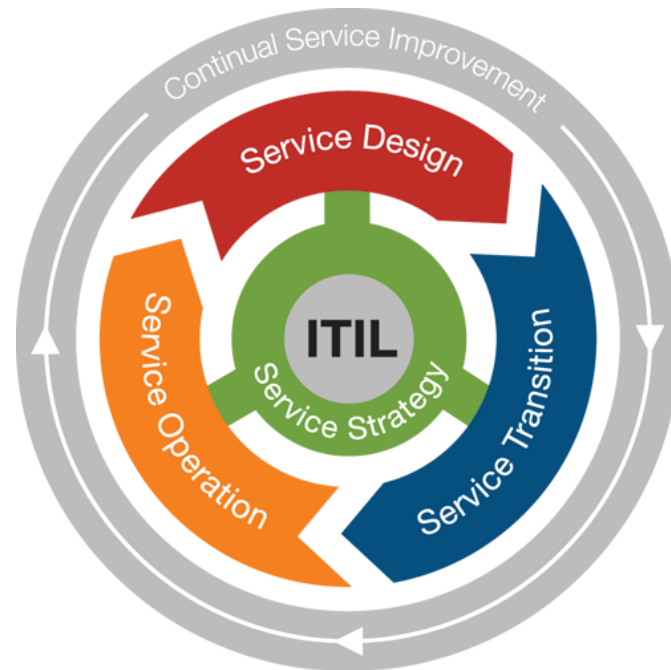 Continual Service Improvement
Service Design
ITIL
Service Strategy
Service Operation
Service Transition